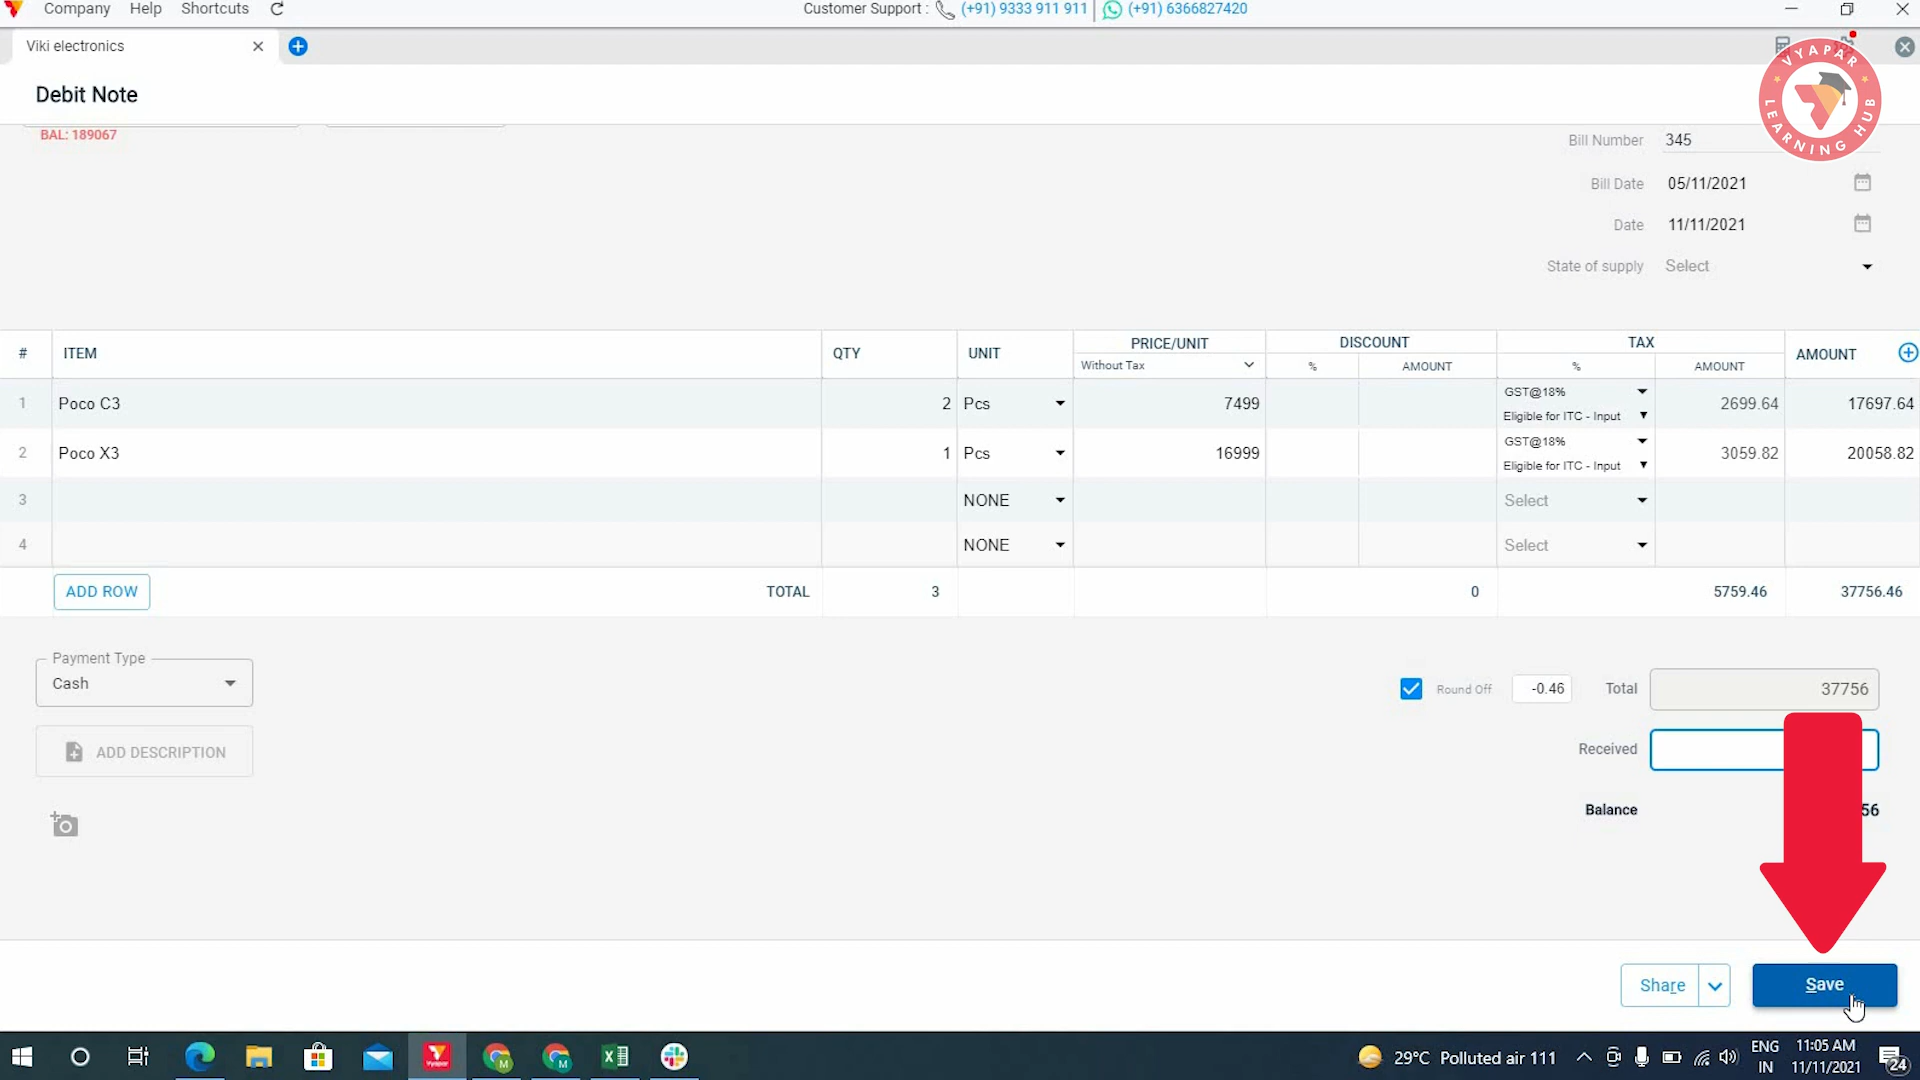 Company Help Shortcuts
Customer Support : (+91) 9333 911 911 | (+91) 6366827420
Viki electronics
VYAPAR LEARNING HUB
Debit Note
BAL: 189067
Bill Number 345
Bill Date 05/11/2021
Date 11/11/2021
State of supply Select
# ITEM QTY UNIT PRICE/UNIT DISCOUNT TAX AMOUNT
Without Tax % AMOUNT % AMOUNT
1 Poco C3 2 Pcs 7499 GST@18% 2699.64 17697.64
Eligible for ITC - Input
2 Poco X3 1 Pcs 16999 GST@18% 3059.82 20058.82
Eligible for ITC - Input
3 NONE Select
4 NONE Select
ADD ROW TOTAL 3 0 5759.46 37756.46
Payment Type
Cash
Round Off -0.46 Total 37756
ADD DESCRIPTION
Received
Balance 56
Share Save
Vyapar M M
29°C Polluted air 111
ENG
IN
11:05 AM
11/11/2021
24